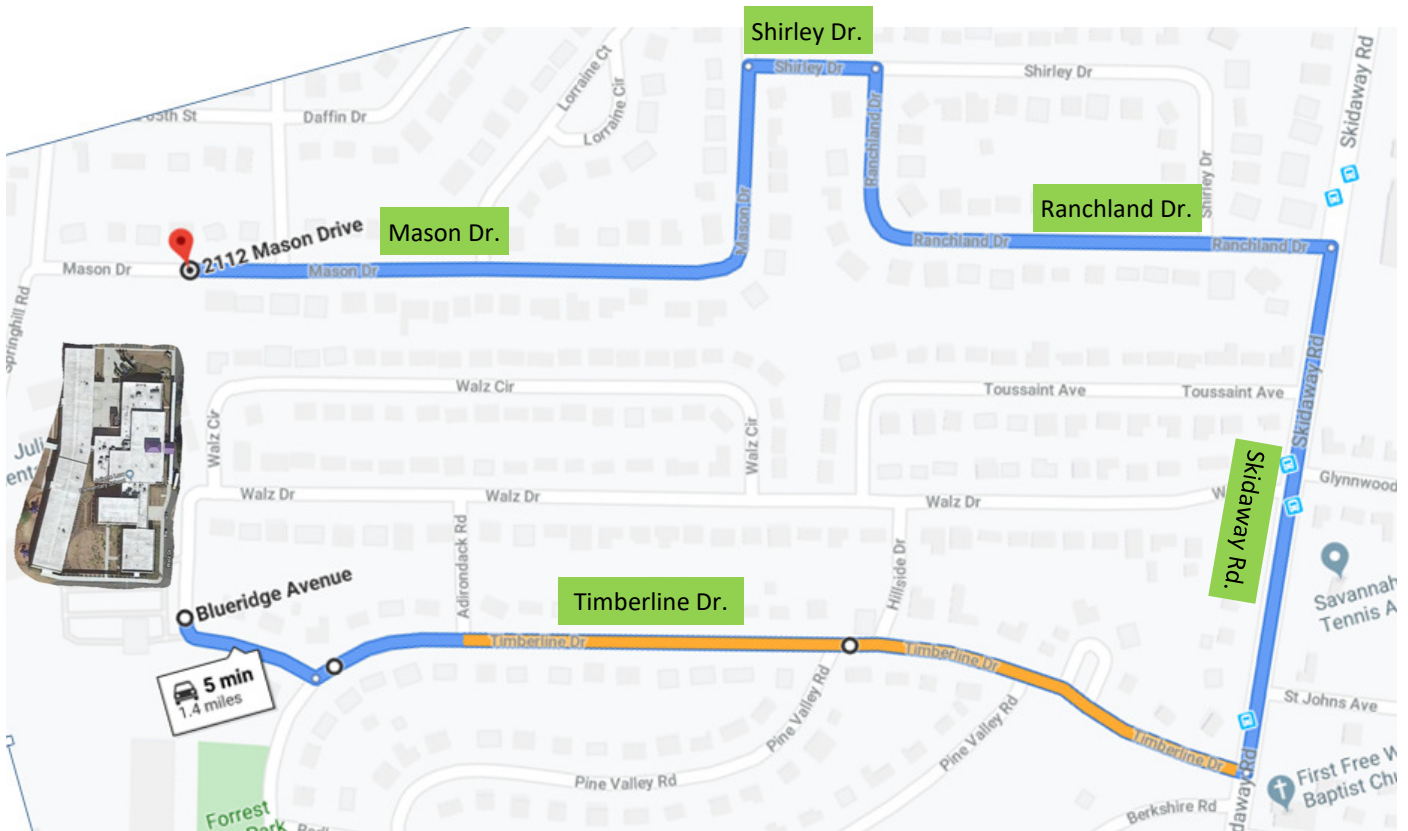 Shirley Dr.
Shirley Dr
Shirley Dr
Skidaway Rd
Lorraine Ct
Lorraine Cir
Daffin Dr
Ranchland Dr
Shirley Dr
Ranchland Dr.
Mason Dr.
2112 Mason Drive
Mason Dr
Mason Dr
Mason Dr
Ranchland Dr
Ranchland Dr
Springhill Rd
Skidaway Rd
Walz Cir
Toussaint Ave
Toussaint Ave
Walz Cir
Walz Cir
Juli
Walz Dr
Walz Dr
Walz Dr
Skidaway Rd.
Glynnwood
Adirondack Rd
Hillside Dr
Savannah
Tennis A
Blueridge Avenue
Timberline Dr.
Timberline Dr
Timberline Dr
5 min
1.4 miles
Pine Valley Rd
Pine Valley Rd
St Johns Ave
Timberline Dr
Pine Valley Rd
First Free W
Baptist Chu
Berkshire Rd
daway Rd
Forrest